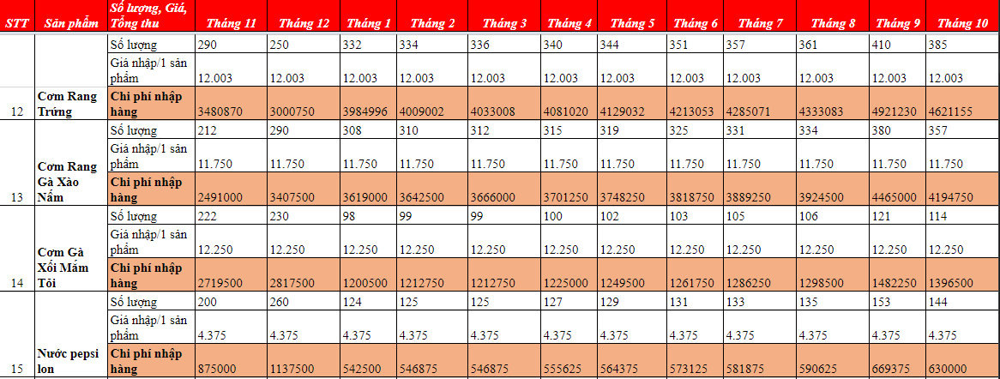 STT Sản phẩm Số lượng, Giá, Tổng thu Tháng 11 Tháng 12 Tháng 1 Tháng 2 Tháng 3 Tháng 4 Tháng 5 Tháng 6 Tháng 7 Tháng 8 Tháng 9 Tháng 10
Số lượng 290 250 332 334 336 340 344 351 357 361 410 385
Giá nhập/1 sản
phẩm 12.003 12.003 12.003 12.003 12.003 12.003 12.003 12.003 12.003 12.003 12.003 12.003
12 Cơm Rang Trứng Chi phí nhập
hàng 3480870 3000750 3984996 4009002 4033008 4081020 4129032 4213053 4285071 4333083 4921230 4621155
Số lượng 212 290 308 310 312 315 319 325 331 334 380 357
Giá nhập/1 sản
phẩm 11.750 11.750 11.750 11.750 11.750 11.750 11.750 11.750 11.750 11.750 11.750 11.750
13 Cơm Rang Gà Xào Nấm Chi phí nhập
hàng 2491000 3407500 3619000 3642500 3666000 3701250 3748250 3818750 3889250 3924500 4465000 4194750
Số lượng 222 230 98 99 99 100 102 103 105 106 121 114
Giá nhập/1 sản
phẩm 12.250 12.250 12.250 12.250 12.250 12.250 12.250 12.250 12.250 12.250 12.250 12.250
14 Cơm Gà Xối Mắm Tỏi Chi phí nhập
hàng 2719500 2817500 1200500 1212750 1212750 1225000 1249500 1261750 1286250 1298500 1482250 1396500
Số lượng 200 260 124 125 125 127 129 131 133 135 153 144
Giá nhập/1 sản
phẩm 4.375 4.375 4.375 4.375 4.375 4.375 4.375 4.375 4.375 4.375 4.375 4.375
15 Nước pepsi lon Chi phí nhập
hàng 875000 1137500 542500 546875 546875 555625 564375 573125 581875 590625 669375 630000